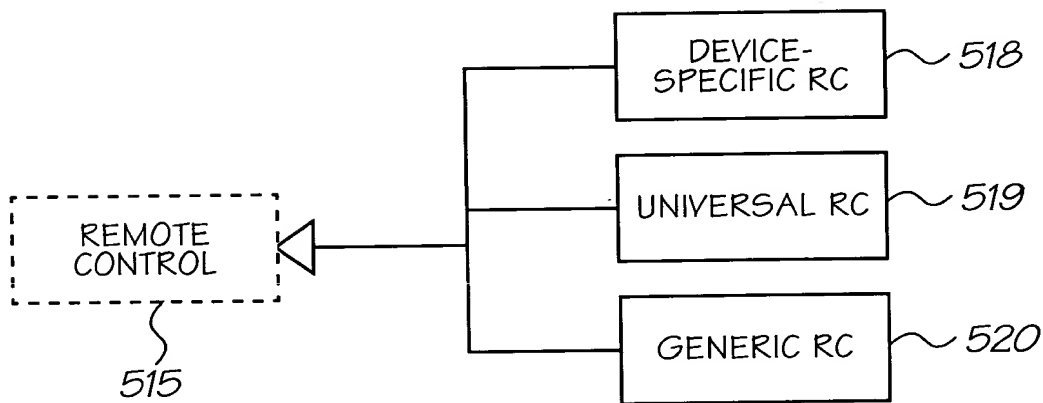 DEVICE-
SPECIFIC RC
518
UNIVERSAL RC
519
REMOTE
CONTROL
515
GENERIC RC
520